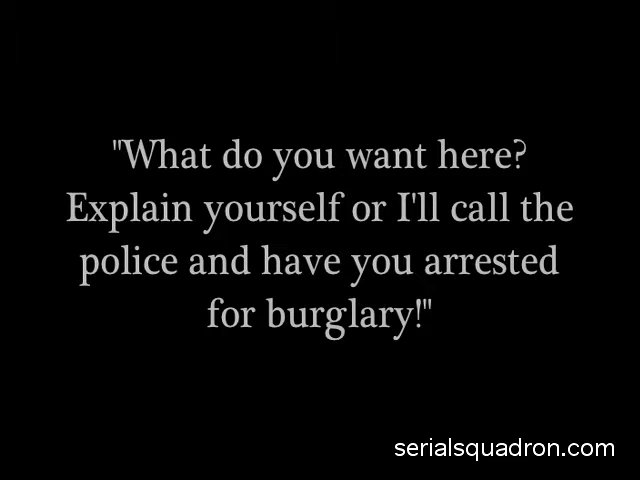 "What do you want here?
Explain yourself or I'll call the
police and have you arrested
for burglary!"
serialsquadron.com